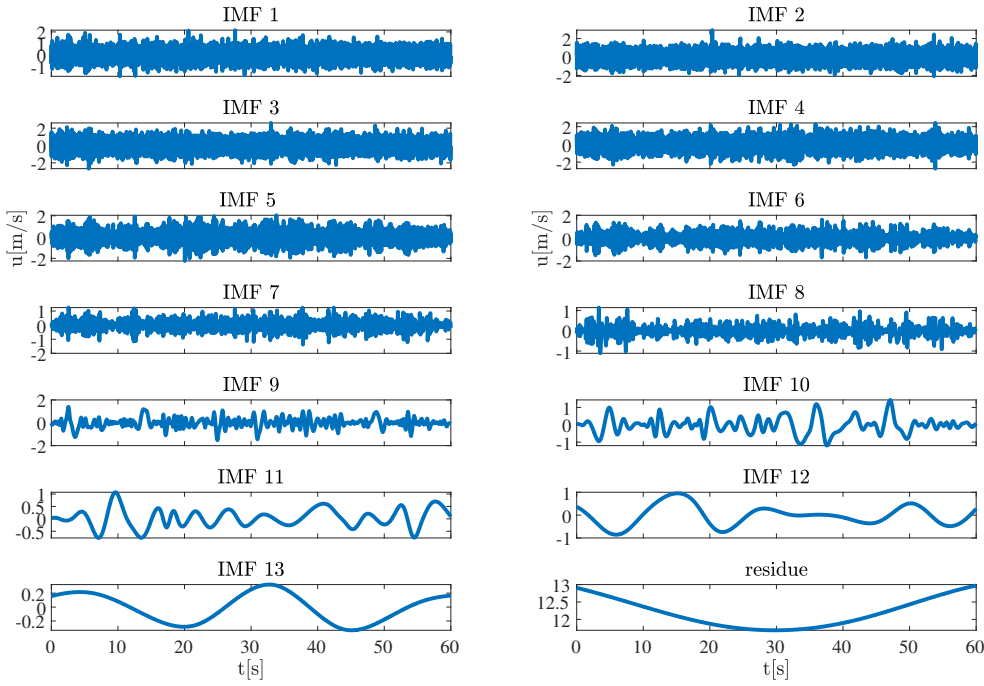 IMF 1
2
1
0
-1
IMF 2
2
0
-2
IMF 3
2
0
-2
IMF 4
2
0
-2
u[m/s]
IMF 5
2
0
-2
u[m/s]
IMF 6
2
0
-2
IMF 7
1
0
-1
-2
IMF 8
1
0
-1
IMF 9
2
0
-2
IMF 10
1
0
-1
IMF 11
1
0.5
0
-0.5
IMF 12
1
0
-1
IMF 13
0.2
0
-0.2
0 10 20 30 40 50 60
t[s]
residue
13
12.5
12
0 10 20 30 40 50 60
t[s]